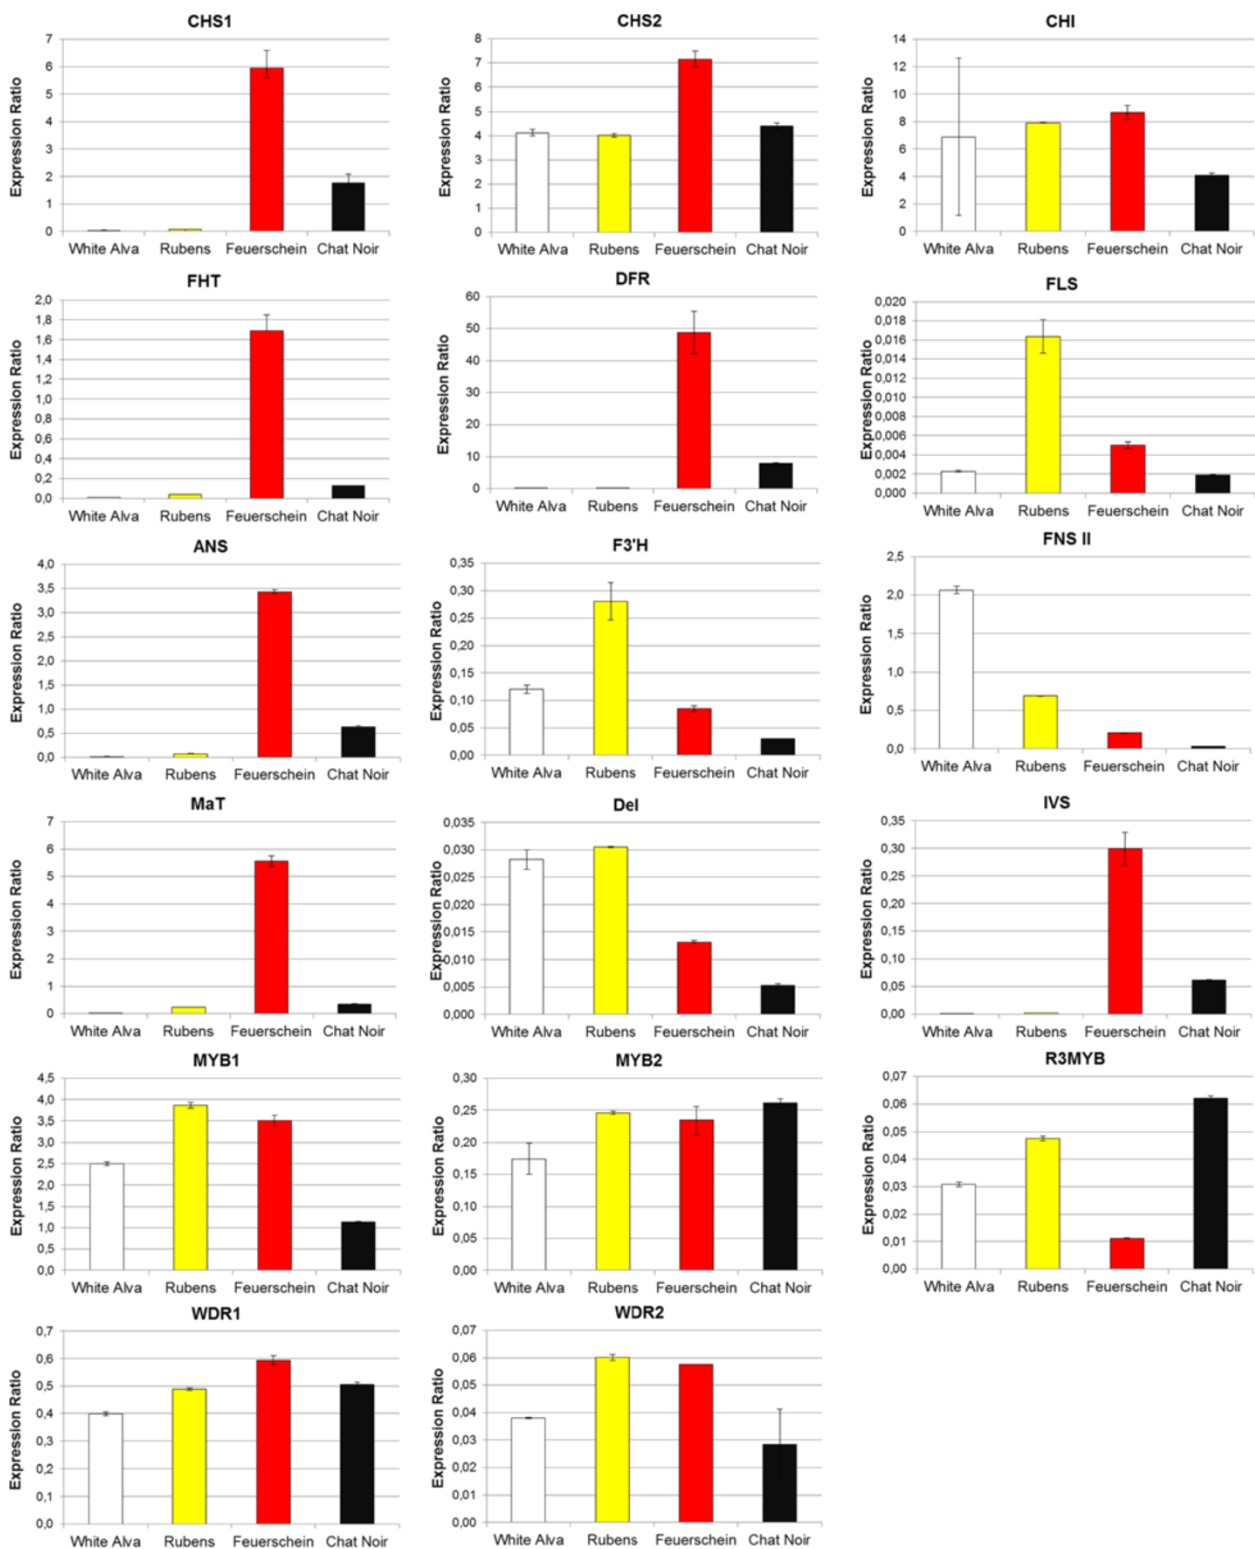 CHS1
Expression Ratio
7
6
5
4
3
2
1
0
White Alva Rubens Feuerschein Chat Noir
CHS2
Expression Ratio
8
7
6
5
4
3
2
1
0
White Alva Rubens Feuerschein Chat Noir
CHI
Expression Ratio
14
12
10
8
6
4
2
0
White Alva Rubens Feuerschein Chat Noir
FHT
Expression Ratio
2,0
1,8
1,6
1,4
1,2
1,0
0,8
0,6
0,4
0,2
0,0
White Alva Rubens Feuerschein Chat Noir
DFR
Expression Ratio
60
50
40
30
20
10
0
White Alva Rubens Feuerschein Chat Noir
FLS
Expression Ratio
0,020
0,018
0,016
0,014
0,012
0,010
0,008
0,006
0,004
0,002
0,000
White Alva Rubens Feuerschein Chat Noir
ANS
Expression Ratio
4,0
3,5
3,0
2,5
2,0
1,5
1,0
0,5
0,0
White Alva Rubens Feuerschein Chat Noir
F3'H
Expression Ratio
0,35
0,30
0,25
0,20
0,15
0,10
0,05
0,00
White Alva Rubens Feuerschein Chat Noir
FNS II
Expression Ratio
2,5
2,0
1,5
1,0
0,5
0,0
White Alva Rubens Feuerschein Chat Noir
MaT
Expression Ratio
7
6
5
4
3
2
1
0
White Alva Rubens Feuerschein Chat Noir
Del
Expression Ratio
0,035
0,030
0,025
0,020
0,015
0,010
0,005
0,000
White Alva Rubens Feuerschein Chat Noir
IVS
Expression Ratio
0,35
0,30
0,25
0,20
0,15
0,10
0,05
0,00
White Alva Rubens Feuerschein Chat Noir
MYB1
Expression Ratio
4,5
4,0
3,5
3,0
2,5
2,0
1,5
1,0
0,5
0,0
White Alva Rubens Feuerschein Chat Noir
MYB2
Expression Ratio
0,30
0,25
0,20
0,15
0,10
0,05
0,00
White Alva Rubens Feuerschein Chat Noir
R3MYB
Expression Ratio
0,07
0,06
0,05
0,04
0,03
0,02
0,01
0,00
White Alva Rubens Feuerschein Chat Noir
WDR1
Expression Ratio
0,7
0,6
0,5
0,4
0,3
0,2
0,1
0,0
White Alva Rubens Feuerschein Chat Noir
WDR2
Expression Ratio
0,07
0,06
0,05
0,04
0,03
0,02
0,01
0,00
White Alva Rubens Feuerschein Chat Noir